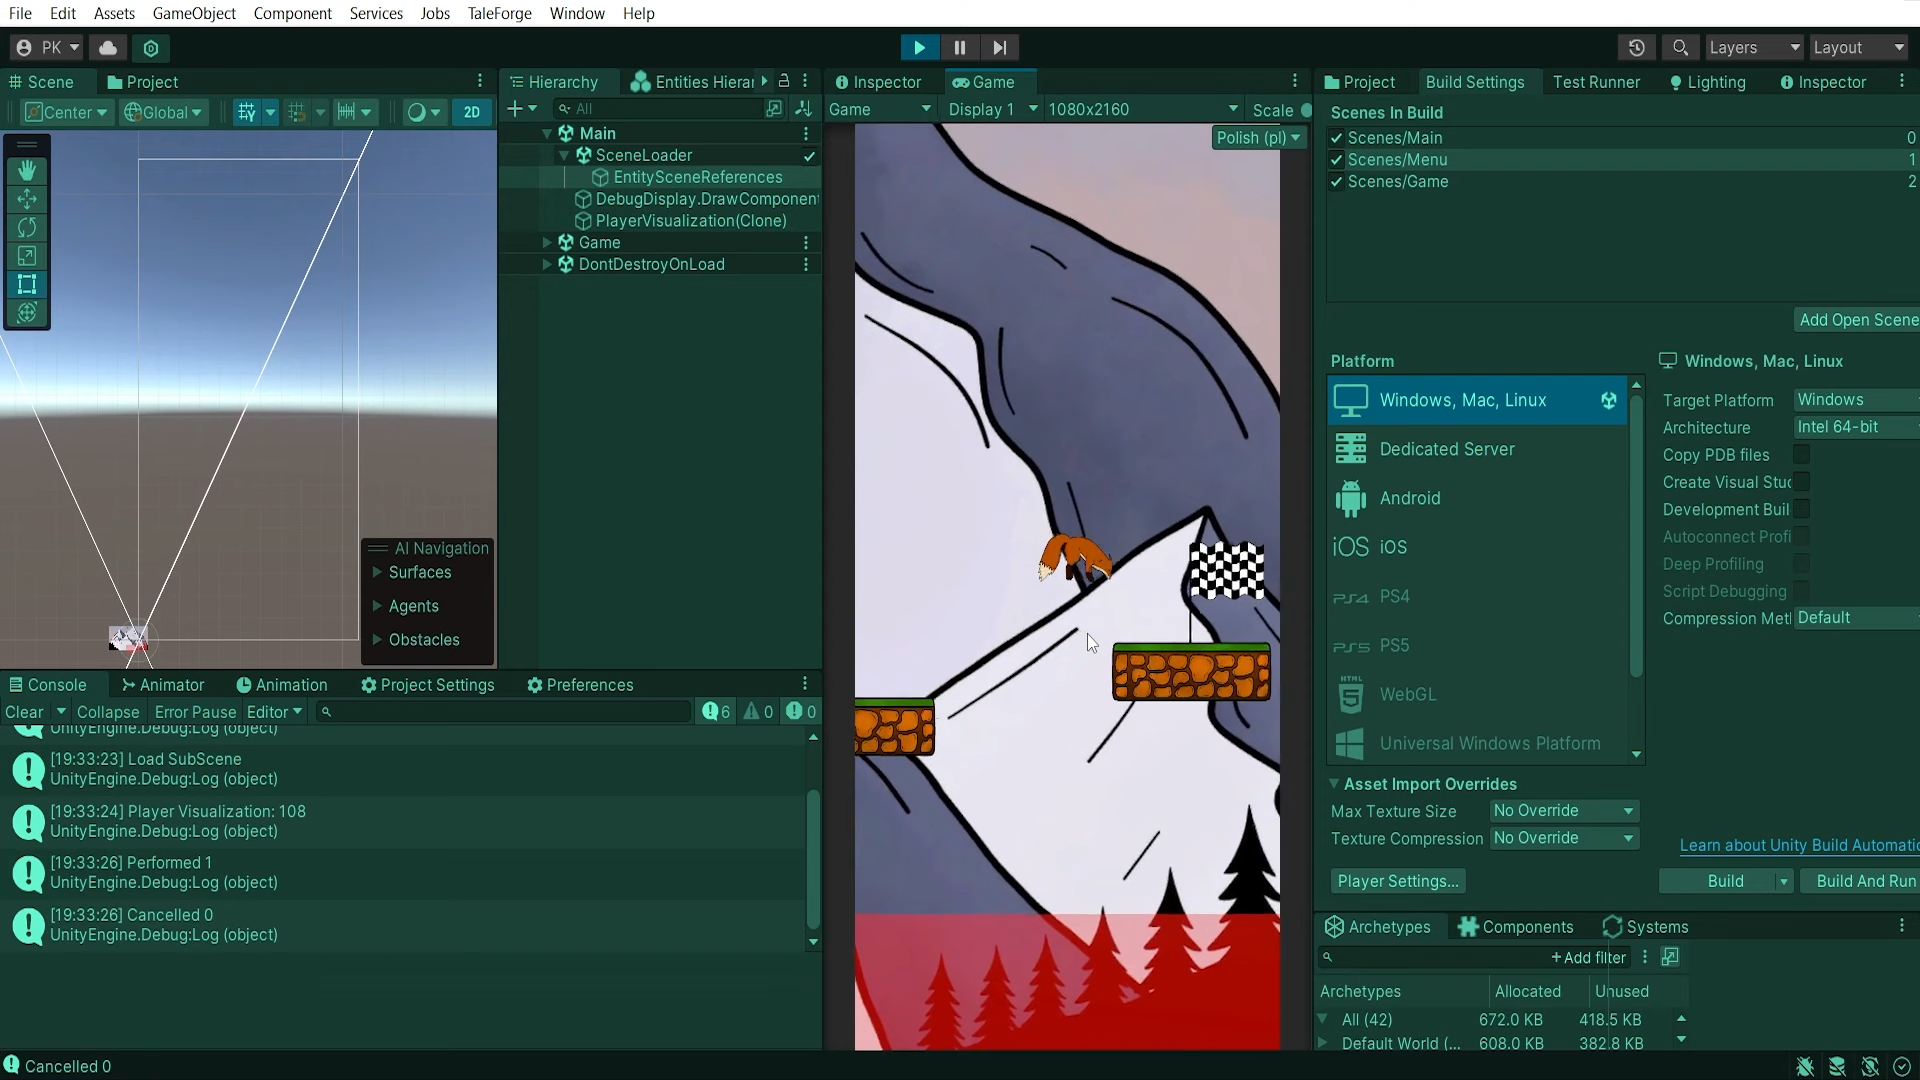 File Edit Assets GameObject Component Services Jobs TaleForge Window Help
PK Layers Layout
Scene Project
Center Global 2D
AI Navigation
Surfaces
Agents
Obstacles
Hierarchy Entities Hierar
All
Main
SceneLoader
EntitySceneReferences
DebugDisplay.DrawComponent
PlayerVisualization(Clone)
Game
DontDestroyOnLoad
Inspector Game
Game Display 1 1080x2160 Scale
Polish (pl)
Project Build Settings Test Runner Lighting Inspector
Scenes In Build
Scenes/Main 0
Scenes/Menu 1
Scenes/Game 2
Add Open Scene
Platform
Windows, Mac, Linux
Dedicated Server
Android
iOS iOS
PS4 PS4
PS5 PS5
HTML
5 WebGL
Universal Windows Platform
Windows, Mac, Linux
Target Platform Windows
Architecture Intel 64-bit
Copy PDB files
Create Visual Stuc
Development Buil
Autoconnect Profi
Deep Profiling
Script Debugging
Compression Metl Default
Asset Import Overrides
Max Texture Size No Override
Texture Compression No Override
Learn about Unity Build Automatic
Player Settings... Build Build And Run
Console Animator Animation Project Settings Preferences
Clear Collapse Error Pause Editor 6 0 0
UnityEngine.Debug:Log (object)
[19:33:23] Load SubScene
UnityEngine.Debug:Log (object)
[19:33:24] Player Visualization: 108
UnityEngine.Debug:Log (object)
[19:33:26] Performed 1
UnityEngine.Debug:Log (object)
[19:33:26] Cancelled 0
UnityEngine.Debug:Log (object)
Archetypes Components Systems
+ Add filter
Archetypes Allocated Unused
All (42) 672.0 KB 418.5 KB
Default World (... 608.0 KB 382.8 KB
Cancelled 0